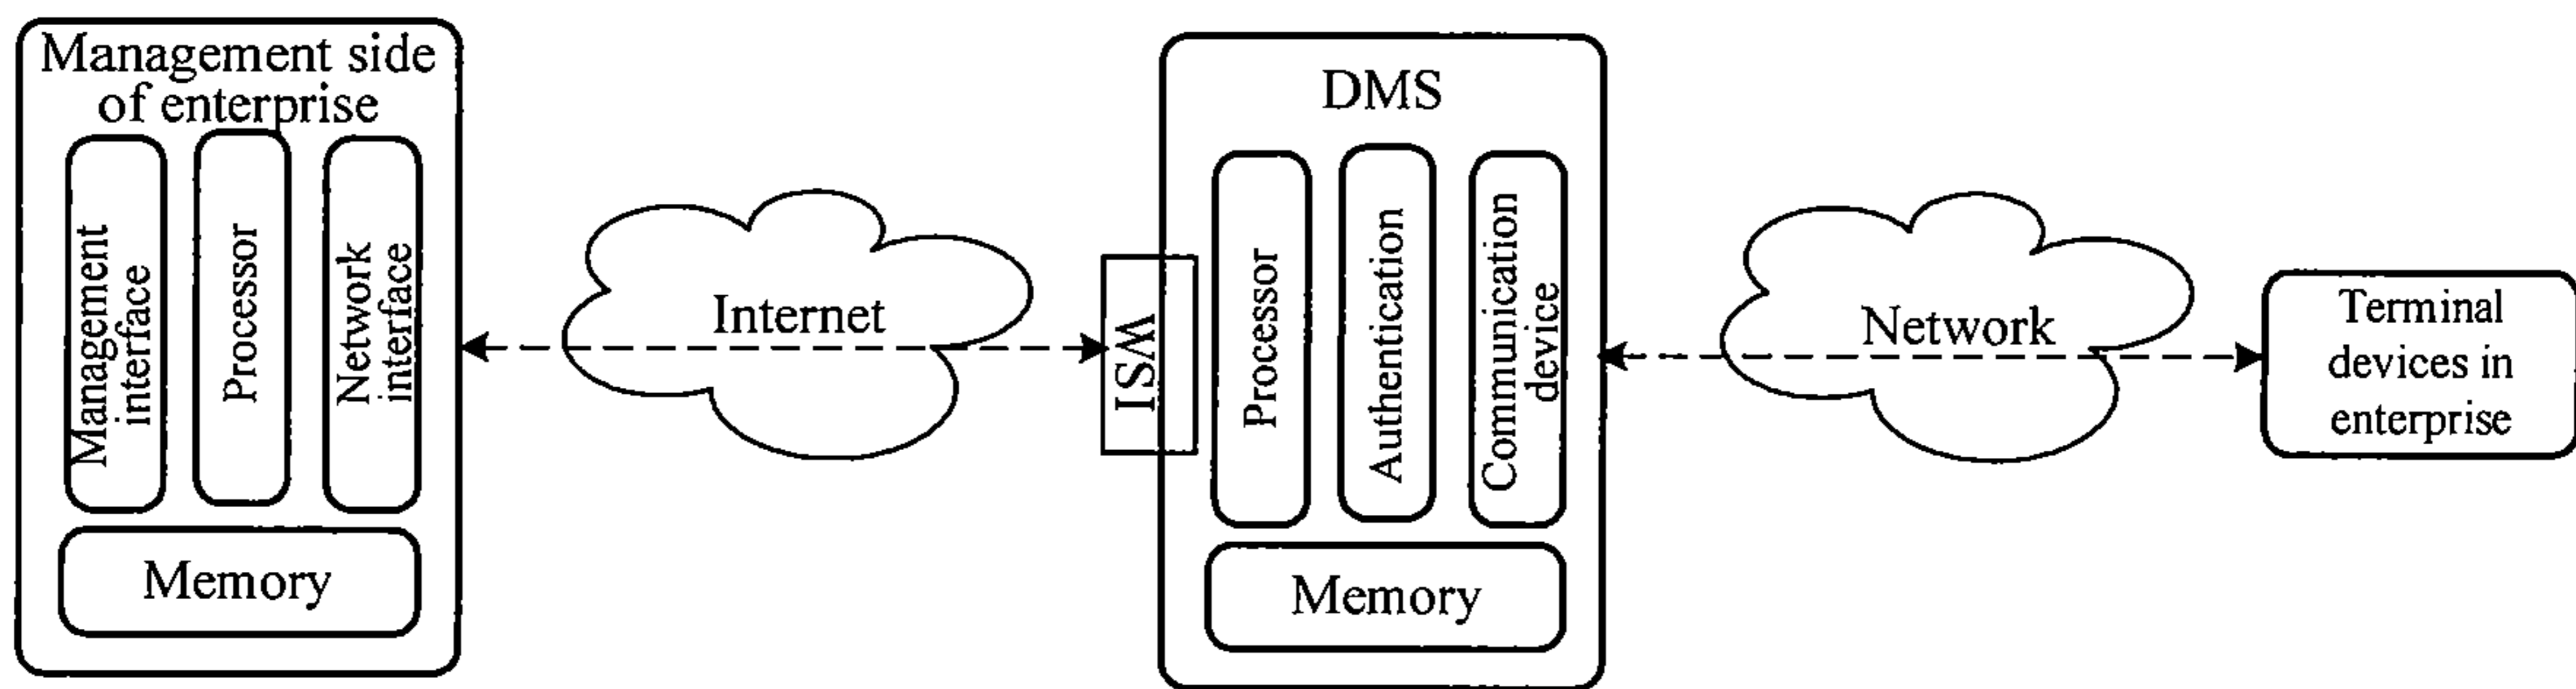 Management side
of enterprise
Management
interface
Processor
Network
interface
Memory
Internet
WSI
DMS
Processor
Authentication
Communication
device
Memory
Network
Terminal
devices in
enterprise